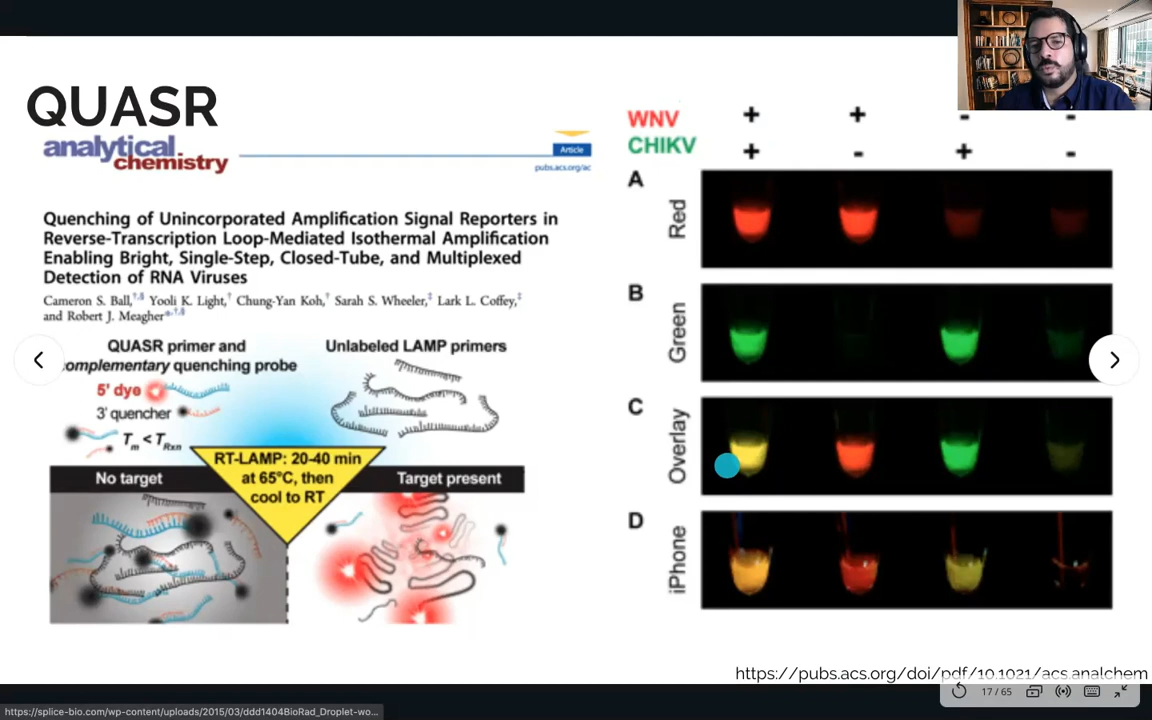 QUASR
analytical
chemistry
Article
pubs.acs.org/ac
Quenching of Unincorporated Amplification Signal Reporters in
Reverse-Transcription Loop-Mediated Isothermal Amplification
Enabling Bright, Single-Step, Closed-Tube, and Multiplexed
Detection of RNA Viruses
Cameron S. Ball,†,§ Yooli K. Light,† Chung-Yan Koh,† Sarah S. Wheeler,‡ Lark L. Coffey,‡
and Robert J. Meagher*,†,§
QUASR primer and
omplementary quenching probe
5' dye
3' quencher
Tm < TRxn
Unlabeled LAMP primers
RT-LAMP: 20-40 min
at 65°C, then
cool to RT
No target
Target present
WNV + + - -
CHIKV + - + -
A
Red
B
Green
C
Overlay
D
iPhone
https://pubs.acs.org/doi/pdf/10.1021/acs.analchem
17 / 65
https://splice-bio.com/wp-content/uploads/2015/03/ddd1404BioRad_Droplet-wo...